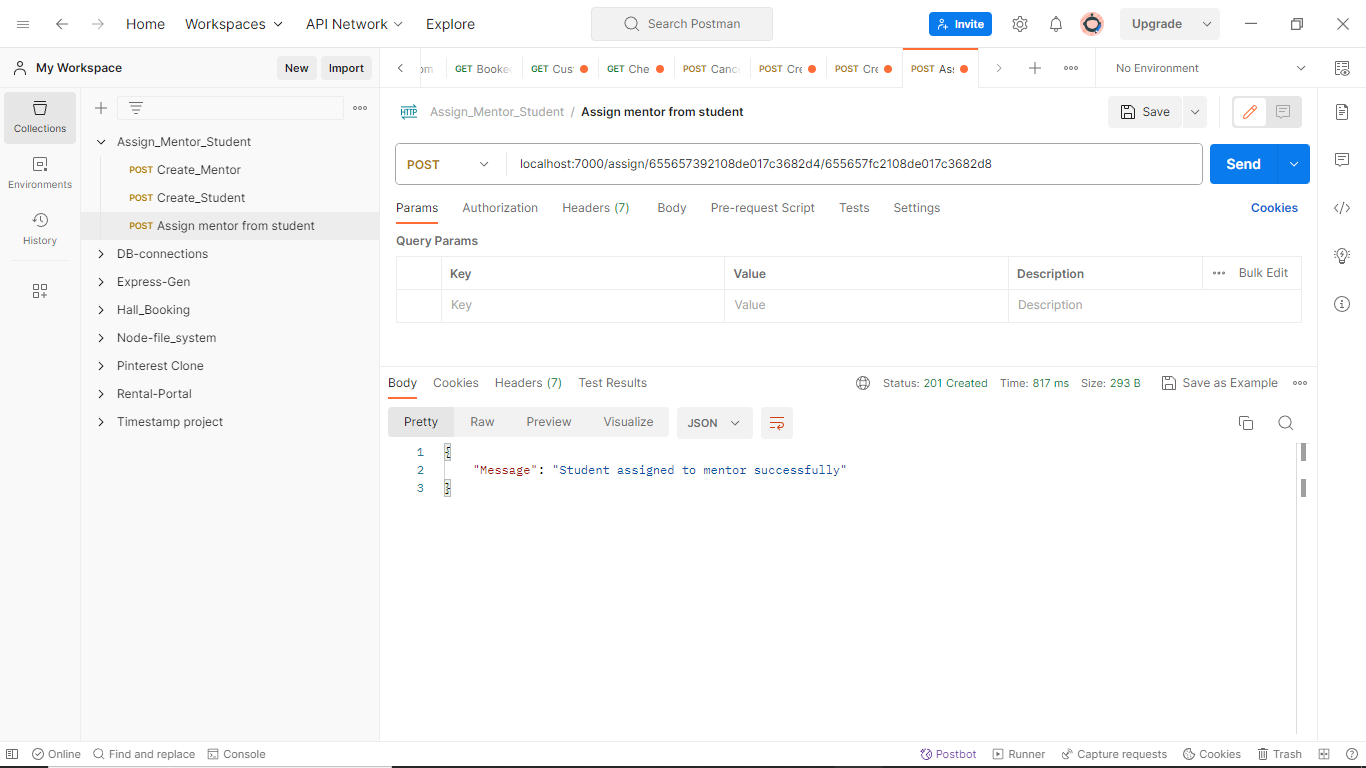 Home Workspaces API Network Explore Search Postman Invite Upgrade
My Workspace New Import
GET Booke GET Cus GET Che POST Canc POST Cre POST Cre POST Ass No Environment
Collections
Environments
History
Assign_Mentor_Student
POST Create_Mentor
POST Create_Student
POST Assign mentor from student
DB-connections
Express-Gen
Hall_Booking
Node-file_system
Pinterest Clone
Rental-Portal
Timestamp project
HTTP Assign_Mentor_Student / Assign mentor from student Save
POST localhost:7000/assign/655657392108de017c3682d4/655657fc2108de017c3682d8 Send
Params Authorization Headers (7) Body Pre-request Script Tests Settings Cookies
Query Params
Key Value Description Bulk Edit
Key Value Description
Body Cookies Headers (7) Test Results Status: 201 Created Time: 817 ms Size: 293 B Save as Example
Pretty Raw Preview Visualize JSON
1 {
2 "Message": "Student assigned to mentor successfully"
3 }
Online Find and replace Console Postbot Runner Capture requests Cookies Trash